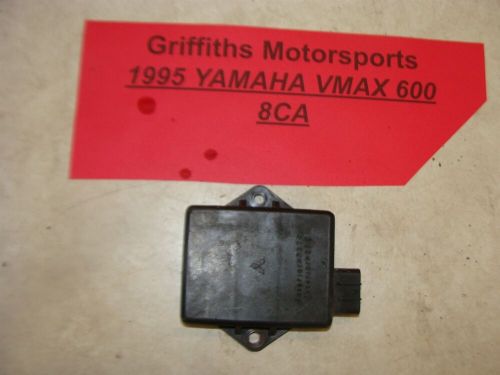 Griffiths Motorsports
1995 YAMAHA VMAX 600
8CA